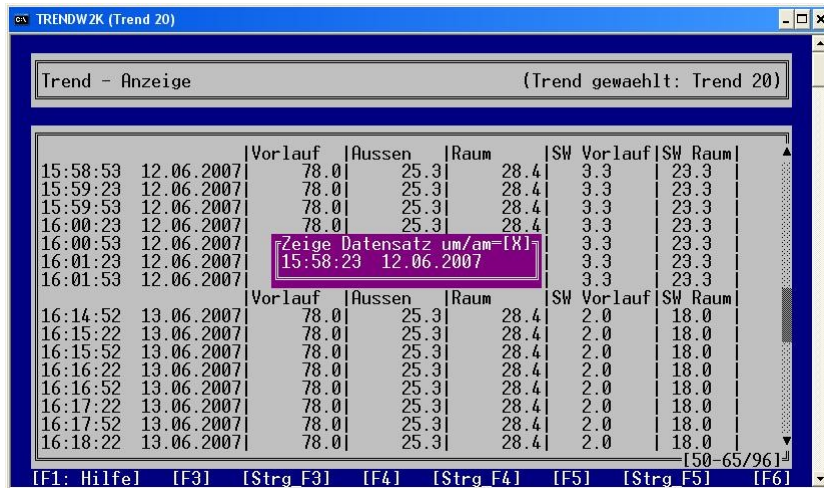 TRENDW2K (Trend 20)
Trend - Anzeige (Trend gewaehlt: Trend 20)
|Vorlauf |Aussen |Raum |SW Vorlauf|SW Raum|
15:58:53 12.06.2007| 78.0| 25.3| 28.4| 3.3 | 23.3 |
15:59:23 12.06.2007| 78.0| 25.3| 28.4| 3.3 | 23.3 |
15:59:53 12.06.2007| 78.0| 25.3| 28.4| 3.3 | 23.3 |
16:00:23 12.06.2007| 78.0| 25.3| 28.4| 3.3 | 23.3 |
16:00:53 12.06.2007| 3.3 | 23.3 |
Zeige Datensatz um/am=[X]
16:01:23 12.06.2007| 3.3 | 23.3 |
15:58:23 12.06.2007
16:01:53 12.06.2007| 3.3 | 23.3 |
|Vorlauf |Aussen |Raum |SW Vorlauf|SW Raum|
16:14:52 13.06.2007| 78.0| 25.3| 28.4| 2.0 | 18.0 |
16:15:22 13.06.2007| 78.0| 25.3| 28.4| 2.0 | 18.0 |
16:15:52 13.06.2007| 78.0| 25.3| 28.4| 2.0 | 18.0 |
16:16:22 13.06.2007| 78.0| 25.3| 28.4| 2.0 | 18.0 |
16:16:52 13.06.2007| 78.0| 25.3| 28.4| 2.0 | 18.0 |
16:17:22 13.06.2007| 78.0| 25.3| 28.4| 2.0 | 18.0 |
16:17:52 13.06.2007| 78.0| 25.3| 28.4| 2.0 | 18.0 |
16:18:22 13.06.2007| 78.0| 25.3| 28.4| 2.0 | 18.0 |
[50-65/96]
[F1: Hilfe] [F3] [Strg_F3] [F4] [Strg_F4] [F5] [Strg_F5] [F6]